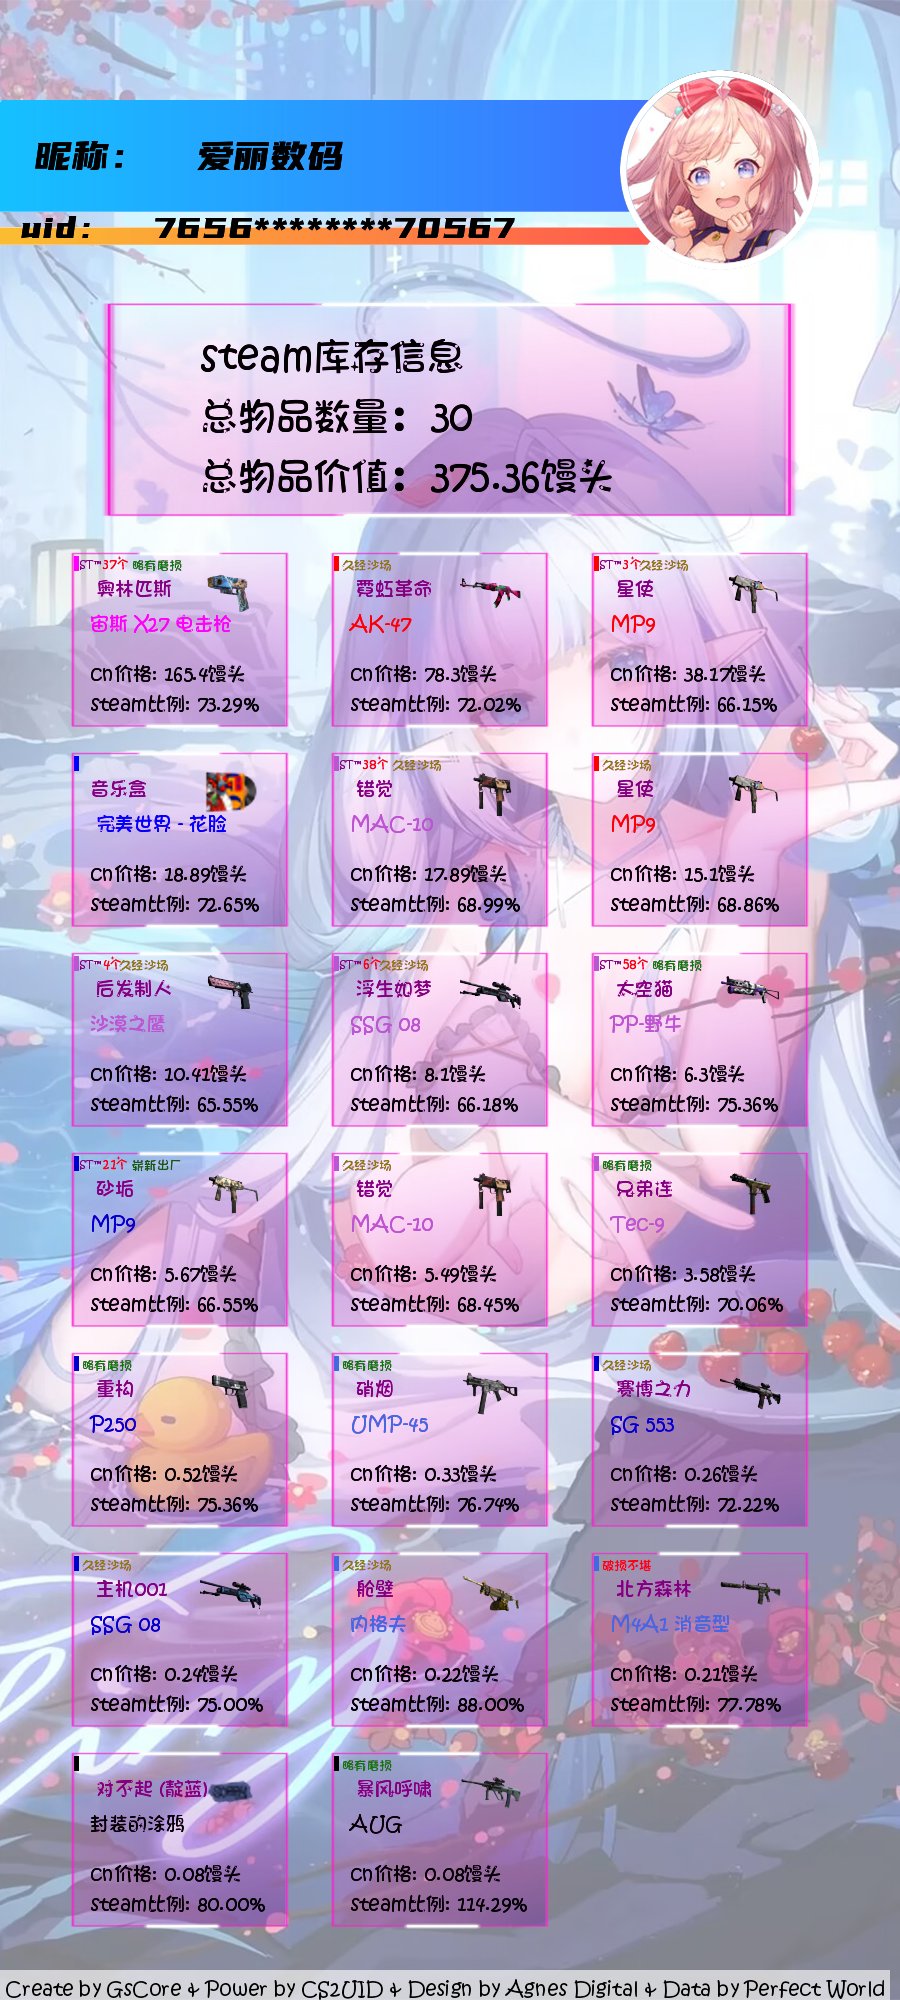 昵称： 爱丽数码
uid： 7656********70567
steam库存信息
总物品数量：30
总物品价值：375.36馒头
ST™37个 略有磨损
奥林匹斯
宙斯 X27 电击枪
cn价格: 165.4馒头
steam比例: 73.29%
久经沙场
霓虹革命
AK-47
cn价格: 78.3馒头
steam比例: 72.02%
ST™3个久经沙场
星使
MP9
cn价格: 38.17馒头
steam比例: 66.15%
音乐盒
完美世界 - 花脸
cn价格: 18.89馒头
steam比例: 72.65%
ST™38个 久经沙场
错觉
MAC-10
cn价格: 17.89馒头
steam比例: 68.99%
久经沙场
星使
MP9
cn价格: 15.1馒头
steam比例: 68.86%
ST™4个久经沙场
后发制人
沙漠之鹰
cn价格: 10.41馒头
steam比例: 65.55%
ST™6个久经沙场
浮生如梦
SSG 08
cn价格: 8.1馒头
steam比例: 66.18%
ST™58个 略有磨损
太空猫
PP-野牛
cn价格: 6.3馒头
steam比例: 75.36%
ST™21个 崭新出厂
砂垢
MP9
cn价格: 5.67馒头
steam比例: 66.55%
久经沙场
错觉
MAC-10
cn价格: 5.49馒头
steam比例: 68.45%
略有磨损
兄弟连
Tec-9
cn价格: 3.58馒头
steam比例: 70.06%
略有磨损
重构
P250
cn价格: 0.52馒头
steam比例: 75.36%
略有磨损
硝烟
UMP-45
cn价格: 0.33馒头
steam比例: 76.74%
久经沙场
赛博之力
SG 553
cn价格: 0.26馒头
steam比例: 72.22%
久经沙场
主机001
SSG 08
cn价格: 0.24馒头
steam比例: 75.00%
久经沙场
舱壁
内格夫
cn价格: 0.22馒头
steam比例: 88.00%
破损不堪
北方森林
M4A1 消音型
cn价格: 0.21馒头
steam比例: 77.78%
对不起 (靛蓝)
封装的涂鸦
cn价格: 0.08馒头
steam比例: 80.00%
略有磨损
暴风呼啸
AUG
cn价格: 0.08馒头
steam比例: 114.29%
Create by GsCore & Power by CS2UID & Design by Agnes Digital & Data by Perfect World